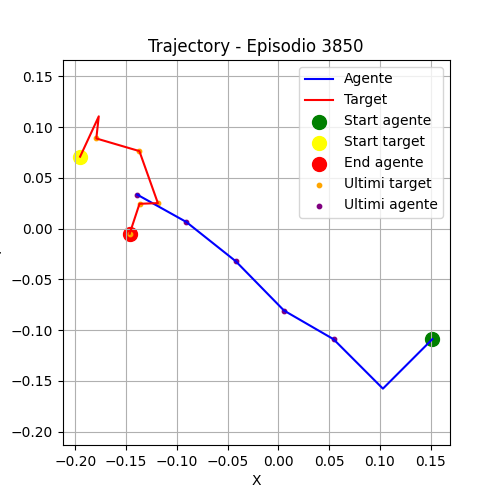 Trajectory - Episodio 3850
Agente
Target
Start agente
Start target
End agente
Ultimi target
Ultimi agente
0.15
0.10
0.05
0.00
−0.05
−0.10
−0.15
−0.20
−0.20 −0.15 −0.10 −0.05 0.00 0.05 0.10 0.15
X